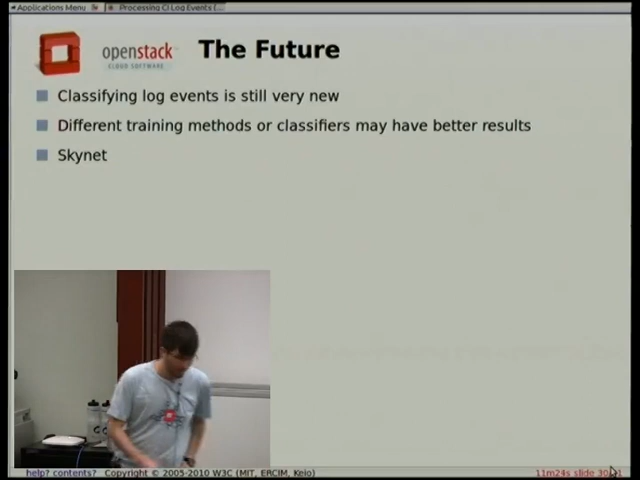 Applications Menu
Processing CI Log Events [...
openstack
CLOUD SOFTWARE
The Future
Classifying log events is still very new
Different training methods or classifiers may have better results
Skynet
help? contents? Copyright © 2005-2010 W3C (MIT, ERCIM, Keio)
11m24s slide